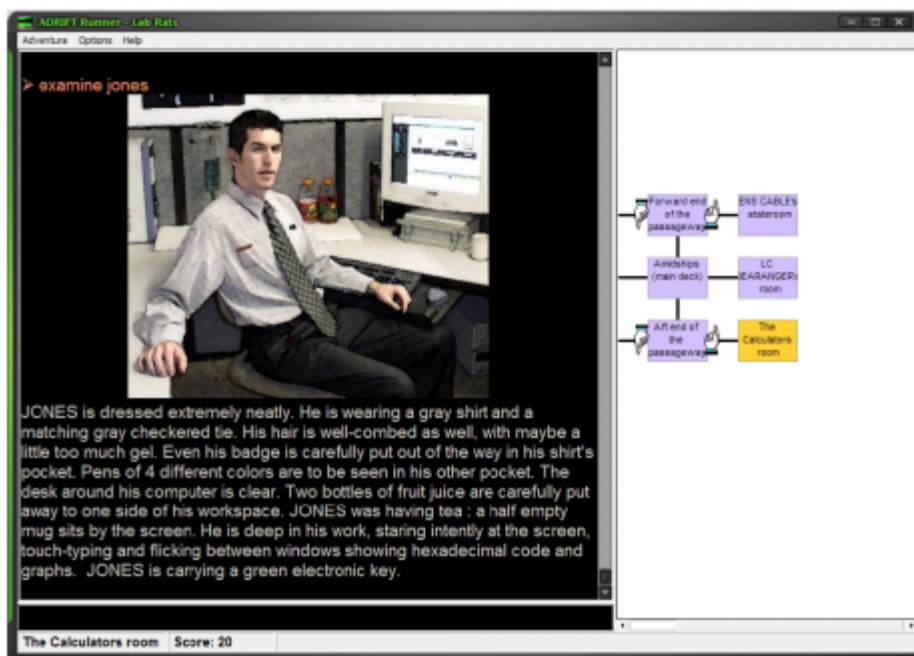 ADRIFT Runner - Lab Rats
Adventure Options Help
> examine jones
JONES is dressed extremely neatly. He is wearing a gray shirt and a
matching gray checkered tie. His hair is well-combed as well, with maybe a
little too much gel. Even his badge is carefully put out of the way in his shirt's
pocket. Pens of 4 different colors are to be seen in his other pocket. The
desk around his computer is clear. Two bottles of fruit juice are carefully put
away to one side of his workspace. JONES was having tea : a half empty
mug sits by the screen. He is deep in his work, staring intently at the screen,
touch-typing and flicking between windows showing hexadecimal code and
graphs. JONES is carrying a green electronic key.
The Calculators room Score: 20
Forward end
of the
passageway
ENS CABLE's
stateroom
Amidships
(main deck)
LC
EARANGER's
room
Aft end of
the
passageway
The
Calculators
room